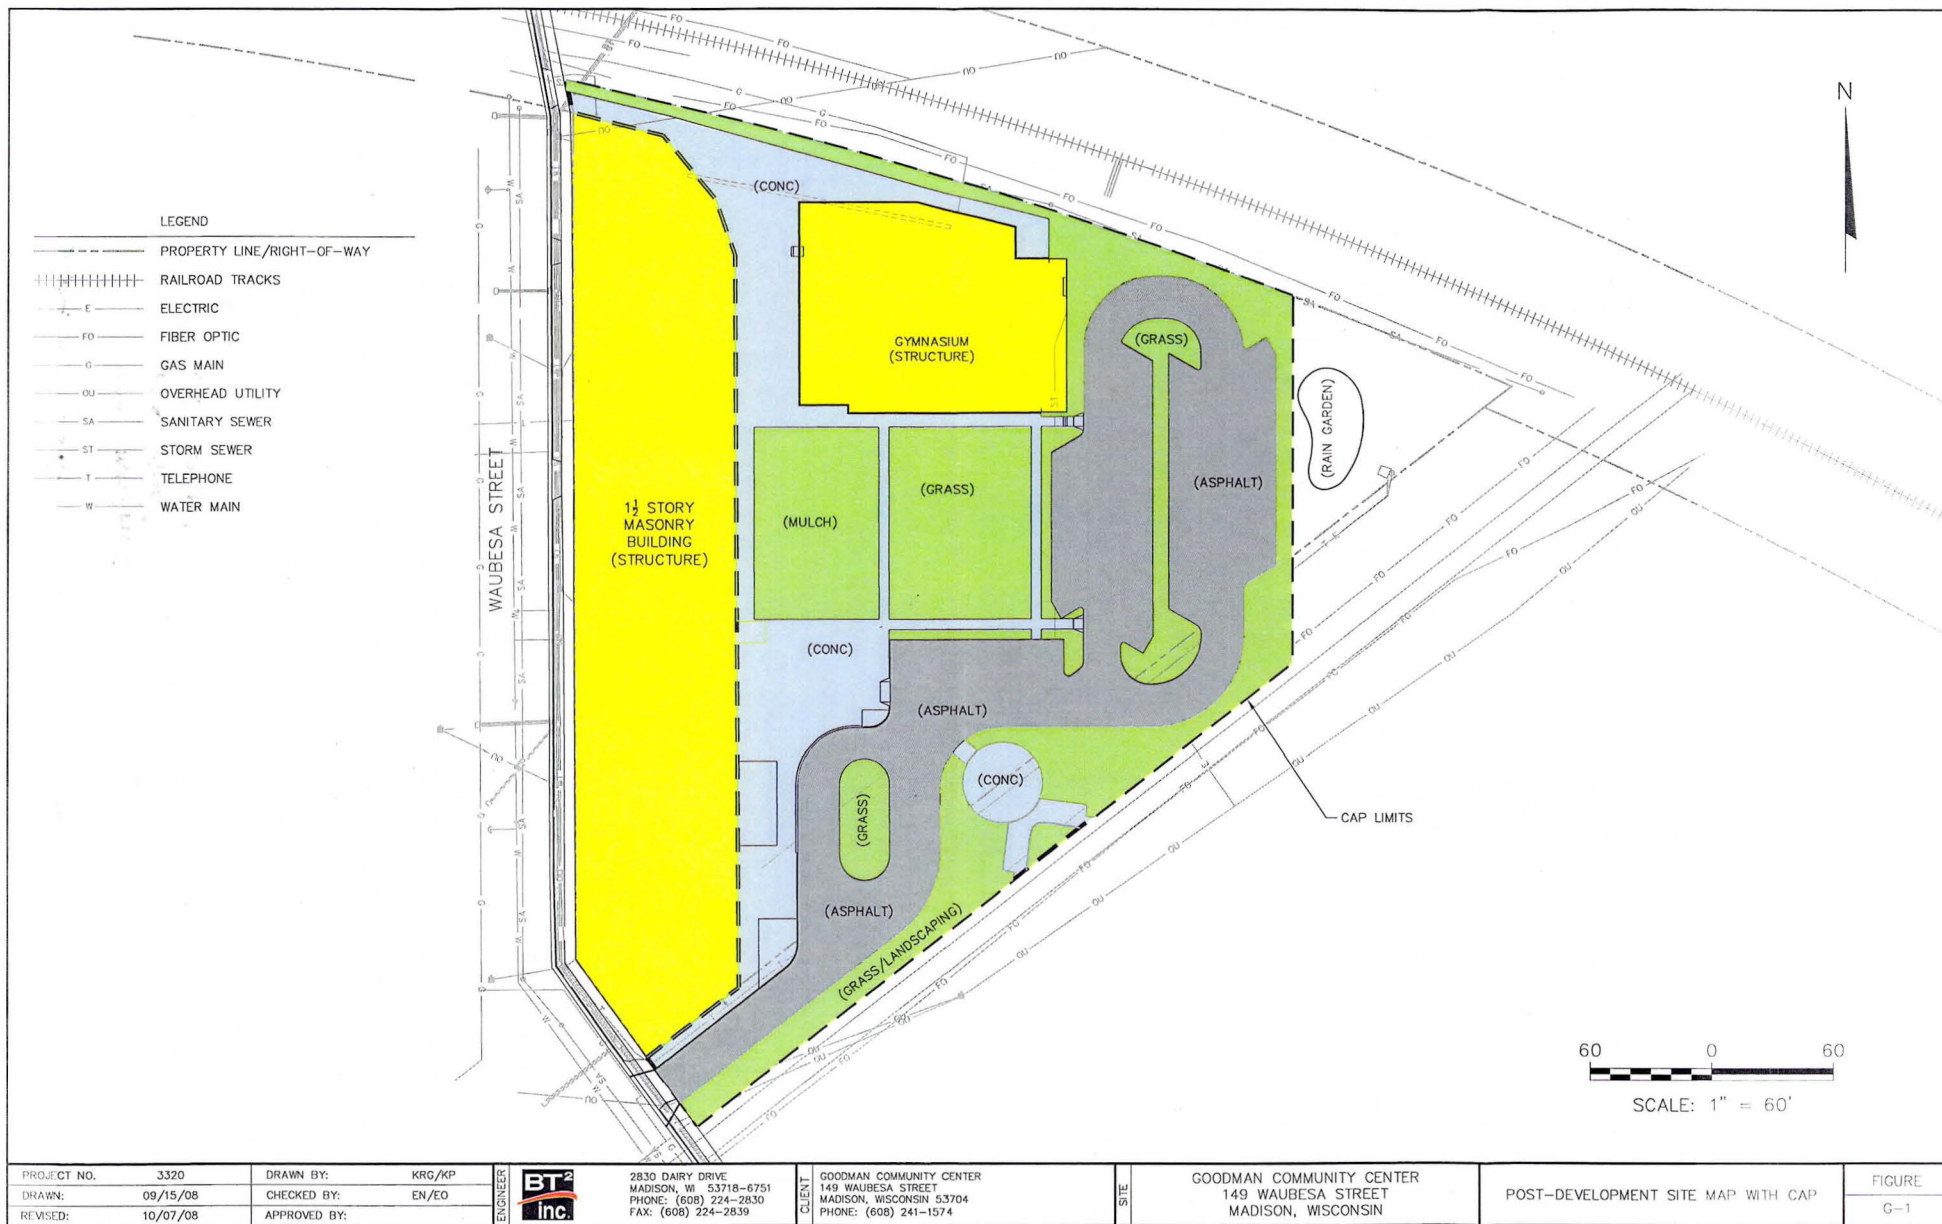 N
LEGEND
PROPERTY LINE/RIGHT-OF-WAY
RAILROAD TRACKS
E ELECTRIC
FO FIBER OPTIC
G GAS MAIN
OU OVERHEAD UTILITY
SA SANITARY SEWER
ST STORM SEWER
T TELEPHONE
W WATER MAIN
WAUBESA STREET
(CONC)
GYMNASIUM
(STRUCTURE)
(GRASS)
(RAIN GARDEN)
(ASPHALT)
(GRASS)
(MULCH)
1½ STORY
MASONRY
BUILDING
(STRUCTURE)
(CONC)
(ASPHALT)
(CONC)
(GRASS)
CAP LIMITS
(ASPHALT)
(GRASS/LANDSCAPING)
60 0 60
SCALE: 1" = 60'
PROJECT NO. 3320
DRAWN: 09/15/08
REVISED: 10/07/08
DRAWN BY: KRG/KP
CHECKED BY: EN/EO
APPROVED BY:
ENGINEER
BT²
inc.
2830 DAIRY DRIVE
MADISON, WI 53718-6751
PHONE: (608) 224-2830
FAX: (608) 224-2839
CLIENT
GOODMAN COMMUNITY CENTER
149 WAUBESA STREET
MADISON, WISCONSIN 53704
PHONE: (608) 241-1574
SITE
GOODMAN COMMUNITY CENTER
149 WAUBESA STREET
MADISON, WISCONSIN
POST-DEVELOPMENT SITE MAP WITH CAP
FIGURE
G-1